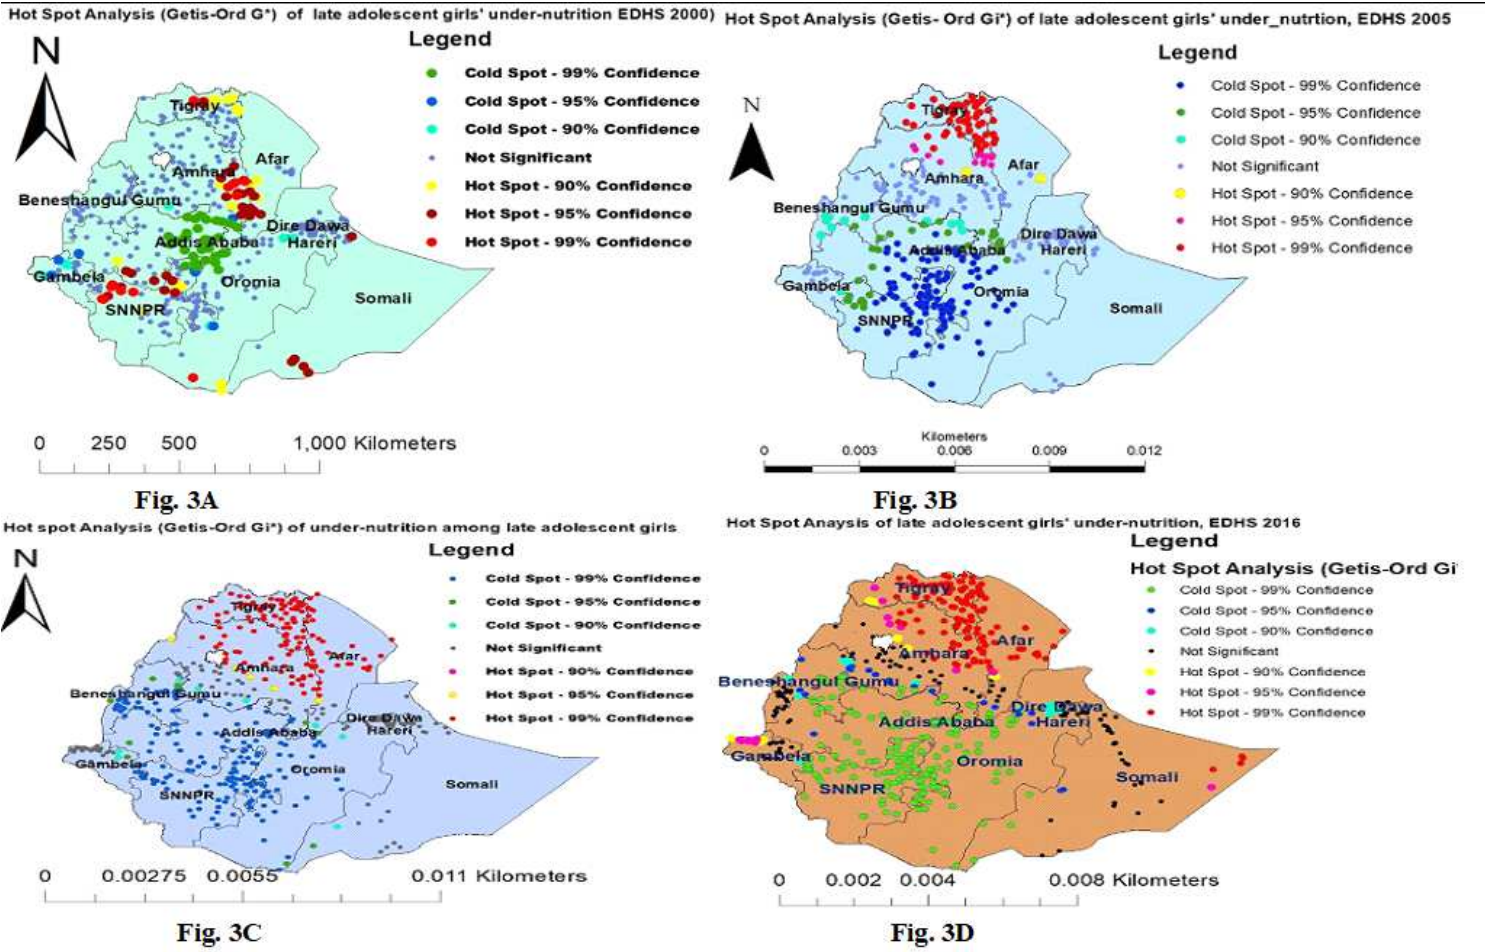 Hot Spot Analysis (Getis-Ord G*) of late adolescent girls' under-nutrition EDHS 2000)
N
Legend
Cold Spot - 99% Confidence
Cold Spot - 95% Confidence
Cold Spot - 90% Confidence
Not Significant
Hot Spot - 90% Confidence
Hot Spot - 95% Confidence
Hot Spot - 99% Confidence
Tigray
Afar
Amhara
Beneshangul Gumu
Dire Dawa
Addis Ababa
Hareri
Gambela
Oromia
Somali
SNNPR
0 250 500 1,000 Kilometers
Fig. 3A
Hot Spot Analysis (Getis- Ord Gi*) of late adolescent girls' under_nutrtion, EDHS 2005
N
Legend
Cold Spot - 99% Confidence
Cold Spot - 95% Confidence
Cold Spot - 90% Confidence
Not Significant
Hot Spot - 90% Confidence
Hot Spot - 95% Confidence
Hot Spot - 99% Confidence
Tigray
Afar
Amhara
Beneshangul Gumu
Dire Dawa
Addis Ababa
Hareri
Gambela
Oromia
Somali
SNNPR
Kilometers
0 0.003 0.006 0.009 0.012
Fig. 3B
Hot spot Analysis (Getis-Ord Gi*) of under-nutrition among late adolescent girls
N
Legend
Cold Spot - 99% Confidence
Cold Spot - 95% Confidence
Cold Spot - 90% Confidence
Not Significant
Hot Spot - 90% Confidence
Hot Spot - 95% Confidence
Hot Spot - 99% Confidence
Tigray
Afar
Amhara
Beneshangul Gumu
Dire Dawa
Addis Ababa
Hareri
Gambela
Oromia
Somali
SNNPR
0 0.00275 0.0055 0.011 Kilometers
Fig. 3C
Hot Spot Anaysis of late adolescent girls' under-nutrition, EDHS 2016
Legend
Hot Spot Analysis (Getis-Ord Gi
Cold Spot - 99% Confidence
Cold Spot - 95% Confidence
Cold Spot - 90% Confidence
Not Significant
Hot Spot - 90% Confidence
Hot Spot - 95% Confidence
Hot Spot - 99% Confidence
Tigray
Afar
Amhara
Beneshangul Gumu
Dire Dawa
Addis Ababa
Hareri
Gambela
Oromia
Somali
SNNPR
0 0.002 0.004 0.008 Kilometers
Fig. 3D